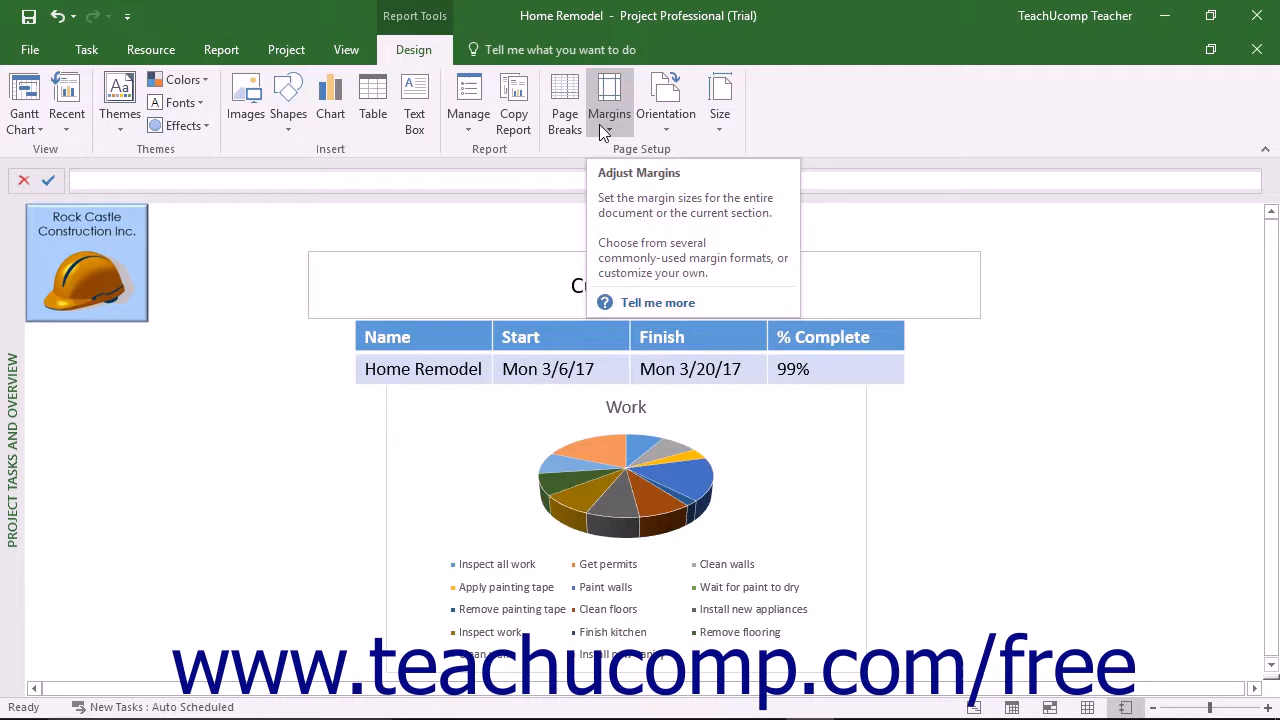 Report Tools
Home Remodel - Project Professional (Trial)
TeachUcomp Teacher
File
Task
Resource
Report
Project
View
Design
Tell me what you want to do
Gantt Chart
Recent
Themes
Colors
Fonts
Effects
Images
Shapes
Chart
Table
Text Box
Manage
Copy Report
Page Breaks
Margins
Orientation
Size
View
Themes
Insert
Report
Page Setup
Adjust Margins
Set the margin sizes for the entire
document or the current section.
Choose from several
commonly-used margin formats, or
customize your own.
Tell me more
Rock Castle
Construction Inc.
Name Start Finish % Complete
Home Remodel Mon 3/6/17 Mon 3/20/17 99%
Work
Inspect all work Get permits Clean walls
Apply painting tape Paint walls Wait for paint to dry
Remove painting tape Clean floors Install new appliances
Inspect work Finish kitchen Remove flooring
www.teachucomp.com/free
PROJECT TASKS AND OVERVIEW
Ready
New Tasks : Auto Scheduled